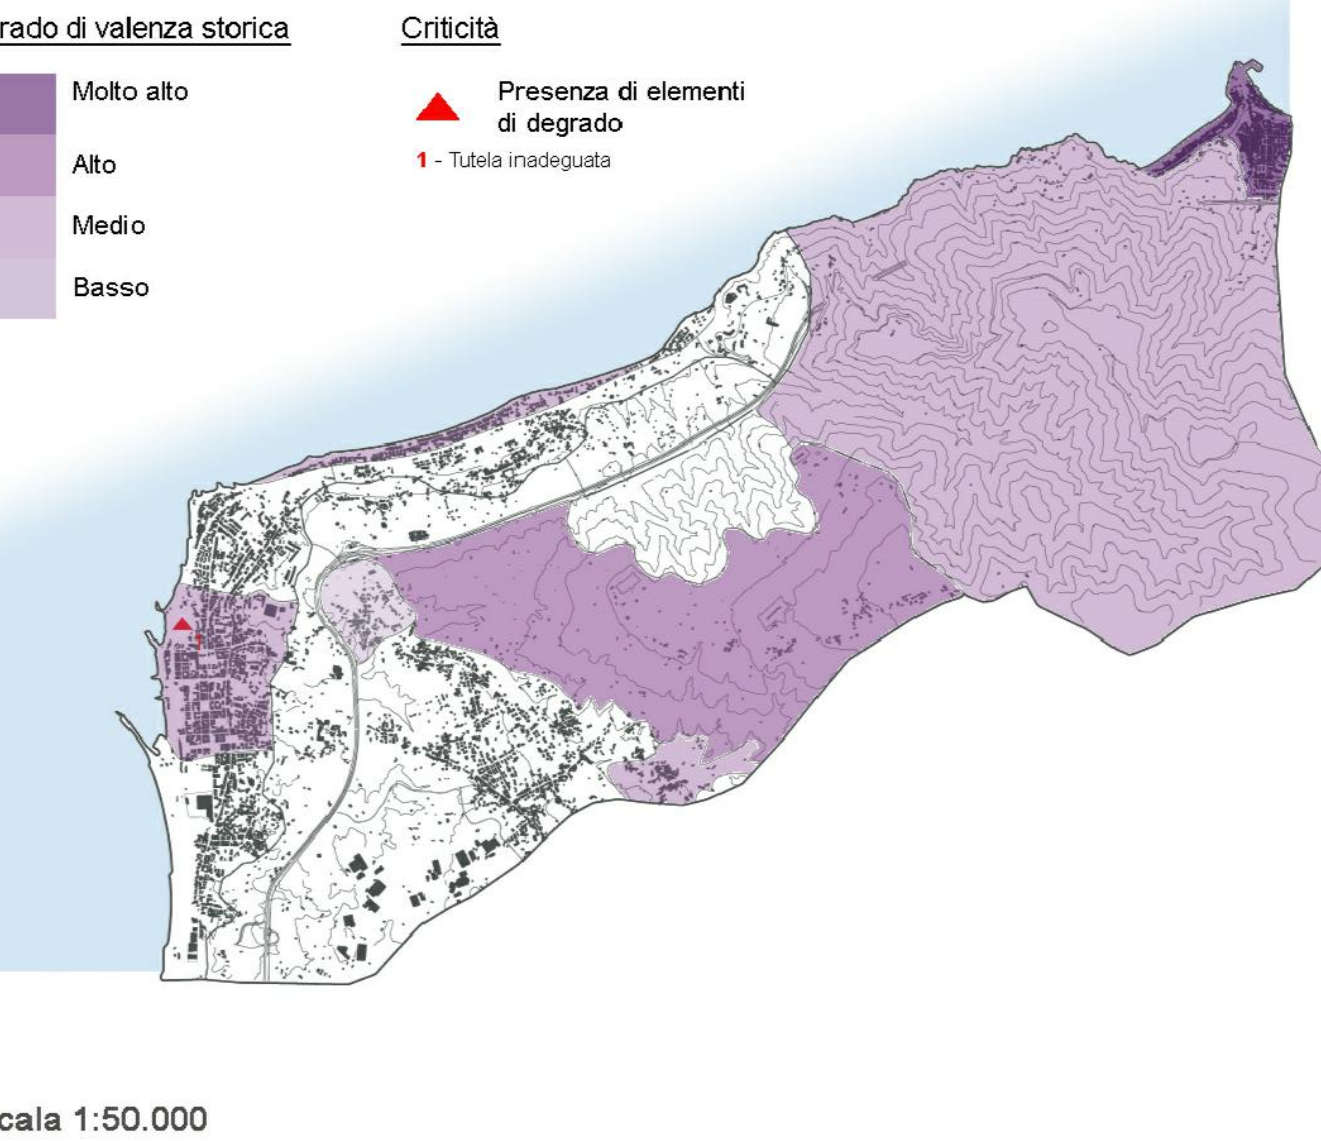 rado di valenza storica
Molto alto
Alto
Medio
Basso
Criticità
Presenza di elementi
di degrado
1 - Tutela inadeguata
1
cala 1:50.000